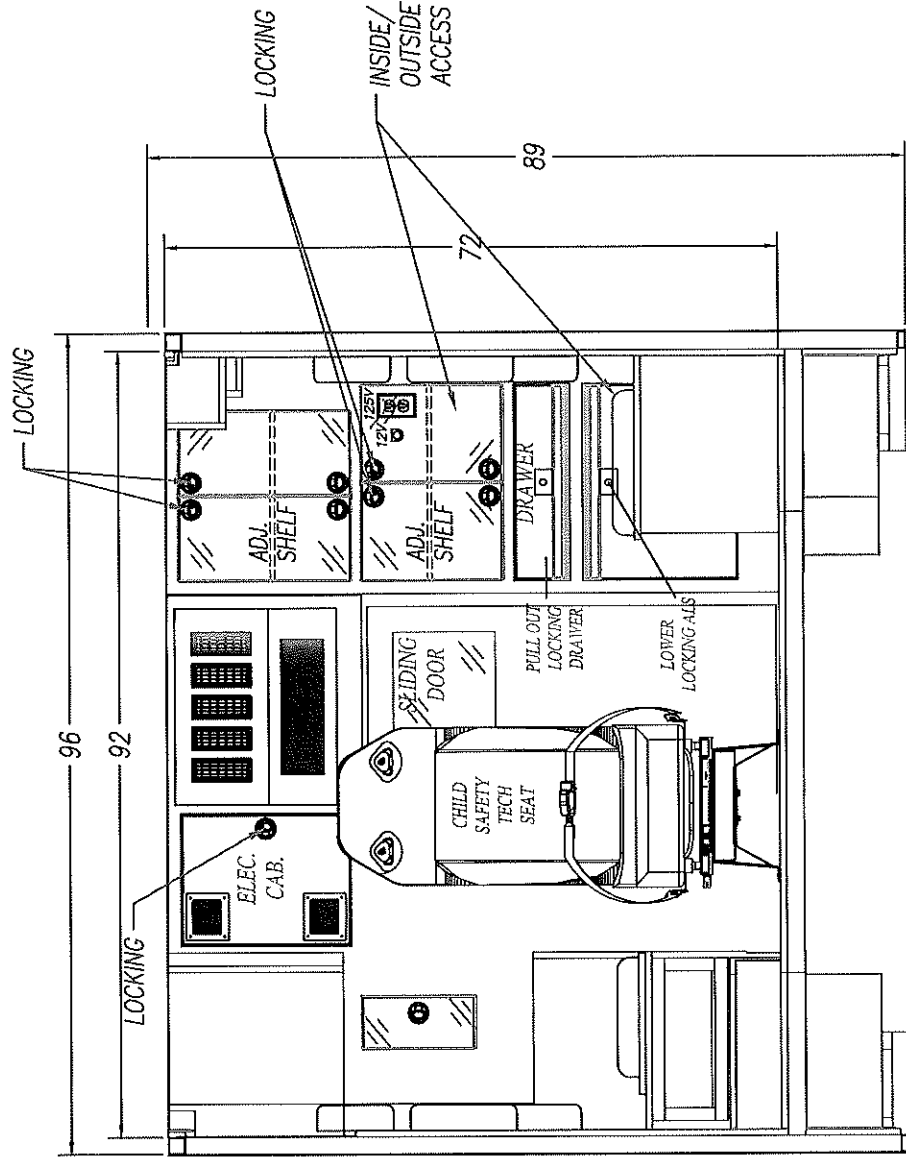 96
92
LOCKING
LOCKING
LOCKING
INSIDE/
OUTSIDE
ACCESS
89
72
ELEC.
CAB.
ADJ.
SHELF
12V
125V
ADJ.
SHELF
DRAWER
SLIDING
DOOR
PULL OUT
LOCKING
DRAWER
LOWER
LOCKING ALS
CHILD
SAFETY
TECH
SEAT